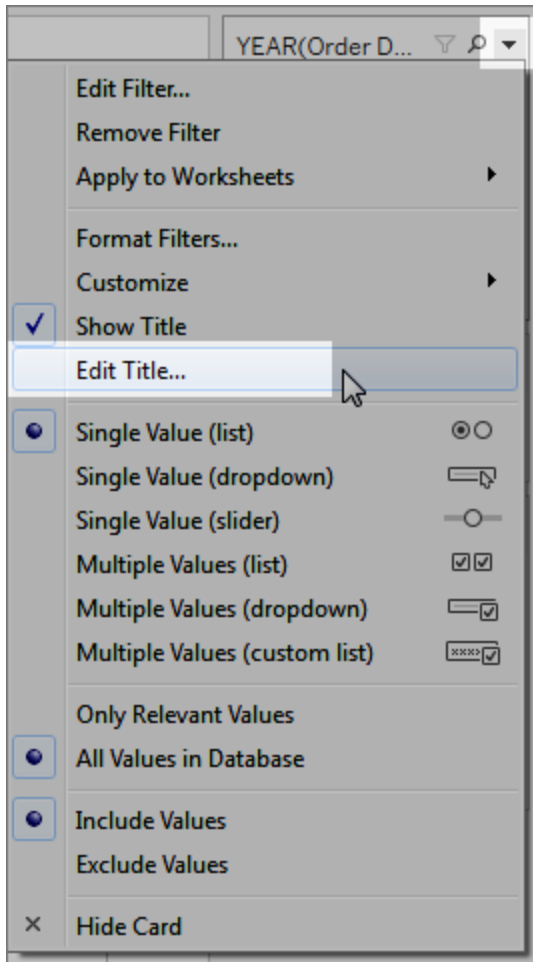 YEAR(Order D...
Edit Filter...
Remove Filter
Apply to Worksheets
Format Filters...
Customize
Show Title
Edit Title...
Single Value (list)
Single Value (dropdown)
Single Value (slider)
Multiple Values (list)
Multiple Values (dropdown)
Multiple Values (custom list)
Only Relevant Values
All Values in Database
Include Values
Exclude Values
Hide Card